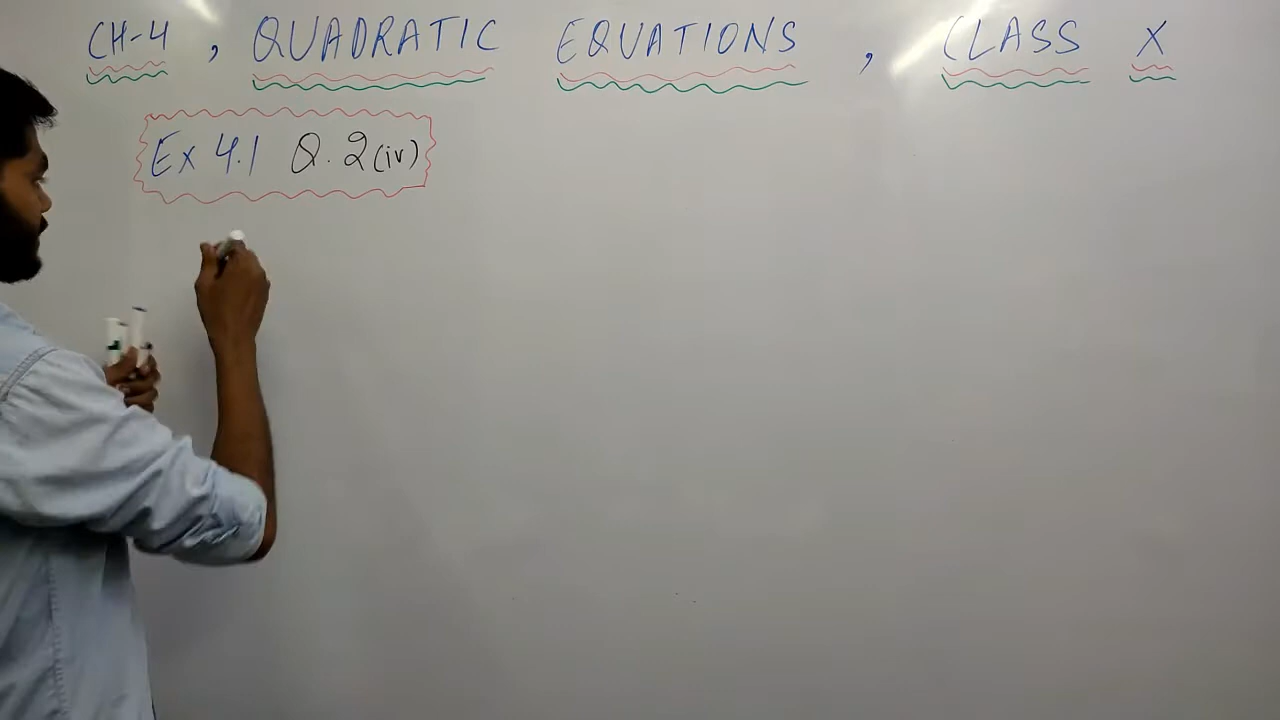 CH-4 , QUADRATIC EQUATIONS , CLASS X
Ex 4.1 Q. 2(iv)